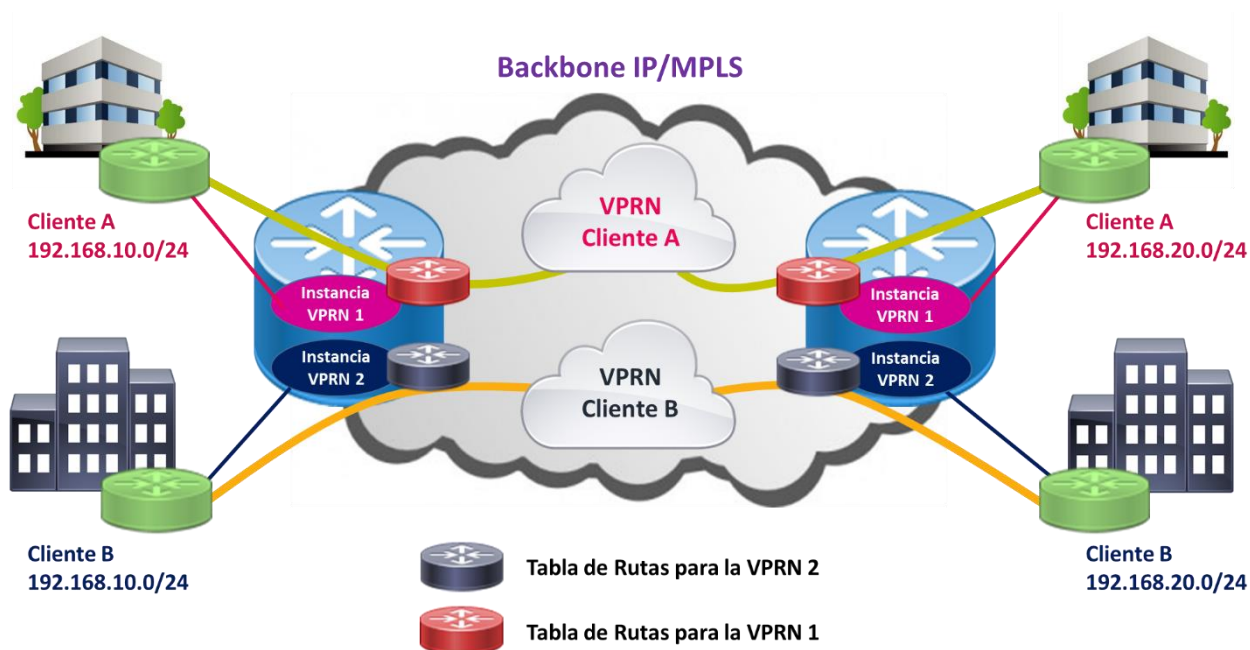 Backbone IP/MPLS
Cliente A
192.168.10.0/24
VPRN
Cliente A
Cliente A
192.168.20.0/24
Instancia
VPRN 1
Instancia
VPRN 1
Instancia
VPRN 2
VPRN
Cliente B
Instancia
VPRN 2
Cliente B
192.168.10.0/24
Cliente B
192.168.20.0/24
Tabla de Rutas para la VPRN 2
Tabla de Rutas para la VPRN 1